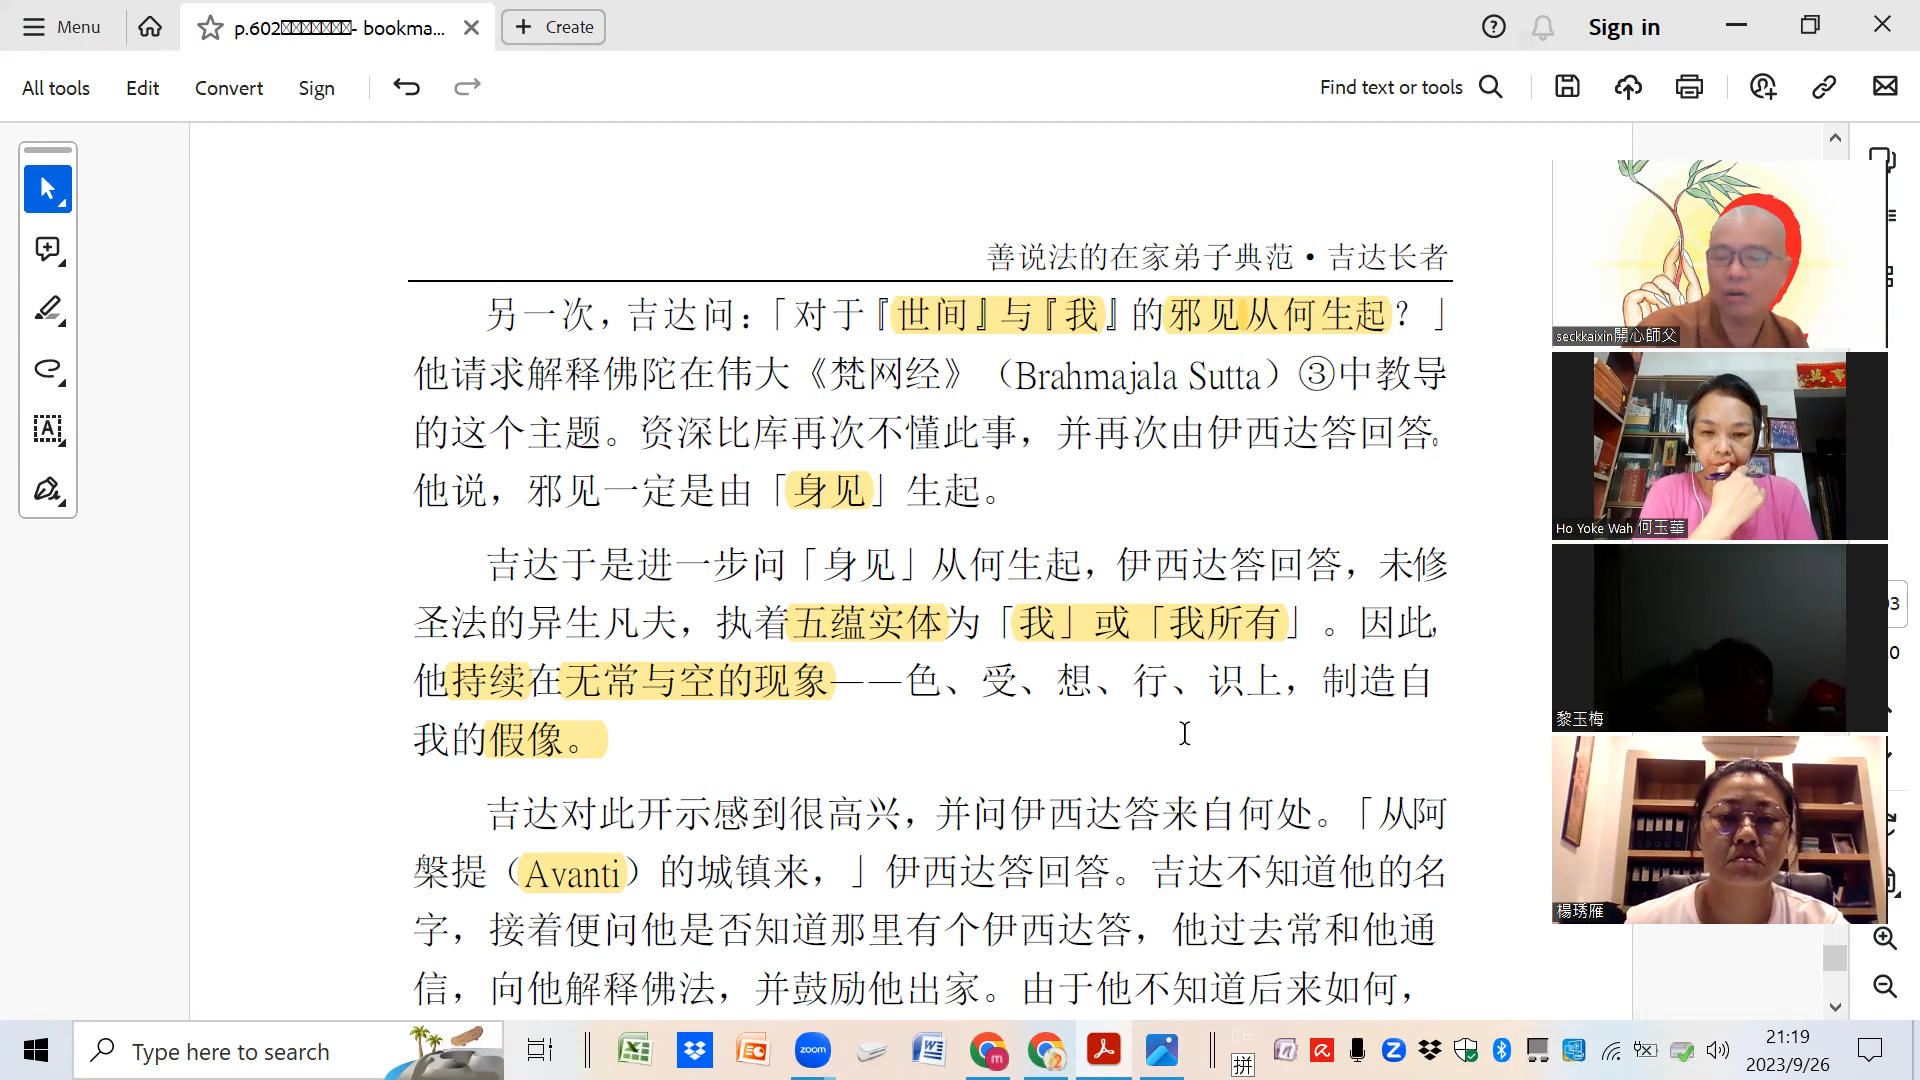 Menu
p.602 - bookma...
Create
Sign in
All tools
Edit
Convert
Sign
Find text or tools
善说法的在家弟子典范•吉达长者
另一次，吉达问：「对于『世间』与『我』的邪见从何生起？」
他请求解释佛陀在伟大《梵网经》（Brahmajala Sutta）③中教导
的这个主题。资深比库再次不懂此事，并再次由伊西达答回答。
他说，邪见一定是由「身见」生起。
吉达于是进一步问「身见」从何生起，伊西达答回答，未修
圣法的异生凡夫，执着五蕴实体为「我」或「我所有」。因此，
他持续在无常与空的现象——色、受、想、行、识上，制造自
我的假像。
吉达对此开示感到很高兴，并问伊西达答来自何处。「从阿
槃提（Avanti）的城镇来，」伊西达答回答。吉达不知道他的名
字，接着便问他是否知道那里有个伊西达答，他过去常和他通
信，向他解释佛法，并鼓励他出家。由于他不知道后来如何，
seckkaixin開心師父
Ho Yoke Wah 何玉華
黎玉梅
楊琇雁
Type here to search
zoom
拼
21:19
2023/9/26